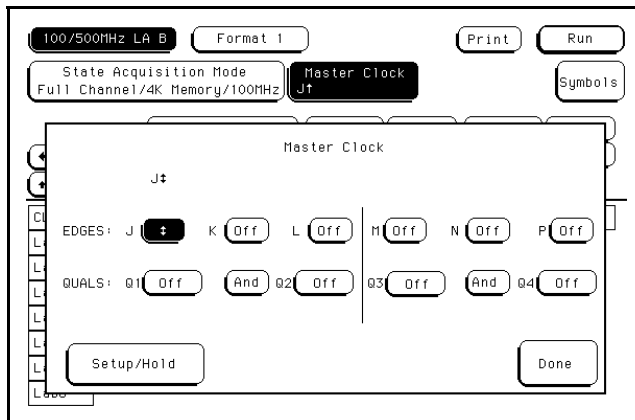 100/500MHz LA B Format 1 Print Run
State Acquisition Mode
Full Channel/4K Memory/100MHz
Master Clock
J↑
Symbols
Master Clock
J↕
EDGES: J ↕ K Off L Off M Off N Off P Off
QUALS: Q1 Off And Q2 Off Q3 Off And Q4 Off
Setup/Hold Done